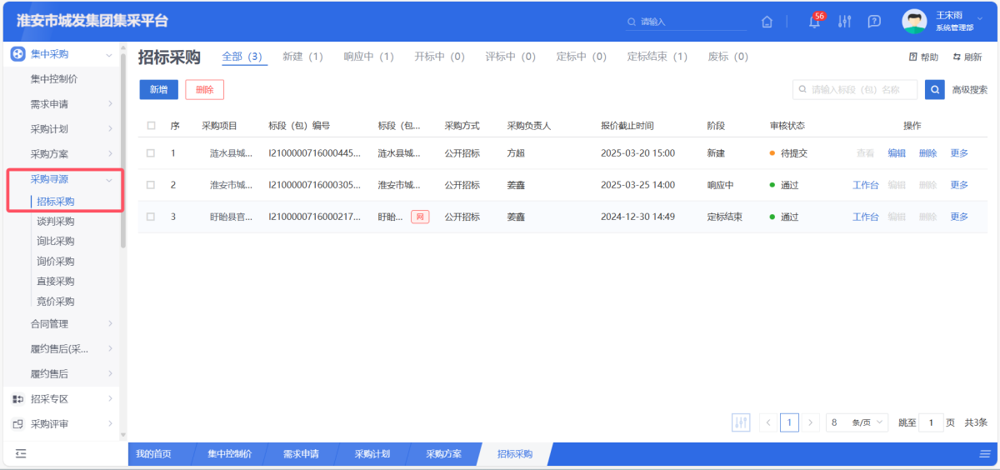 淮安市城发集团集采平台
请输入
56
王宋雨
系统管理部
集中采购
集中控制价
需求申请
采购计划
采购方案
采购寻源
招标采购
谈判采购
询比采购
询价采购
直接采购
竞价采购
合同管理
履约售后(采...
履约售后
招采专区
采购评审
招标采购 全部（3） 新建（1） 响应中（1） 开标中（0） 评标中（0） 定标中（0） 定标结束（1） 废标（0） 帮助 刷新
新增 删除 请输入标段（包）名称 高级搜索
序 采购项目 标段（包）编号 标段（包... 采购方式 采购负责人 报价截止时间 阶段 审核状态 操作
1 涟水县城... I2100000716000445... 涟水县城... 公开招标 方超 2025-03-20 15:00 新建 待提交 查看 编辑 删除 更多
2 淮安市城... I2100000716000305... 淮安市城... 公开招标 姜鑫 2025-03-25 14:00 响应中 通过 工作台 编辑 删除 更多
3 盱眙县官... I2100000716000217... 盱眙... 网 公开招标 姜鑫 2024-12-30 14:49 定标结束 通过 工作台 编辑 删除 更多
1 8 条/页 跳至 1 页 共3条
我的首页 集中控制价 需求申请 采购计划 采购方案 招标采购